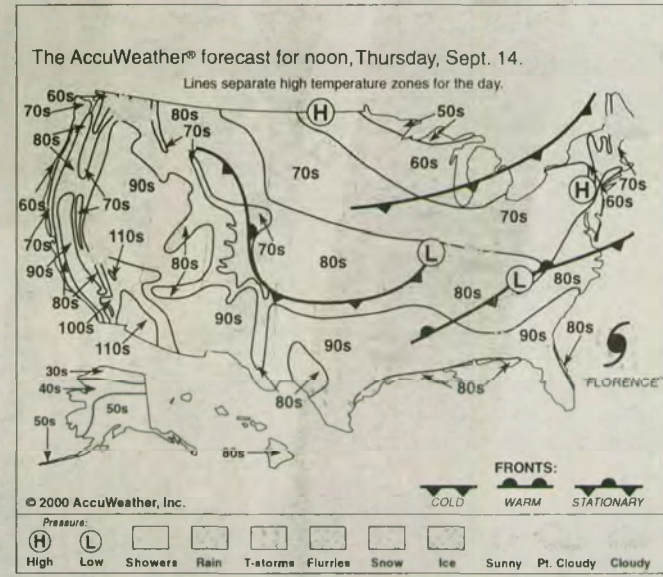 The AccuWeather® forecast for noon, Thursday, Sept. 14.
Lines separate high temperature zones for the day.
60s
70s
80s
60s
70s
90s
80s
100s
110s
70s
70s
110s
80s
70s
90s
80s
70s
90s
H
50s
60s
70s
70s
80s
L
L
80s
90s
80s
80s
90s
80s
80s
H
70s
60s
"FLORENCE"
30s
40s
50s
50s
80s
FRONTS:
COLD
WARM
STATIONARY
© 2000 AccuWeather, Inc.
Pressure:
H
L
High Low Showers Rain T-storms Flurries Snow Ice Sunny Pt. Cloudy Cloudy